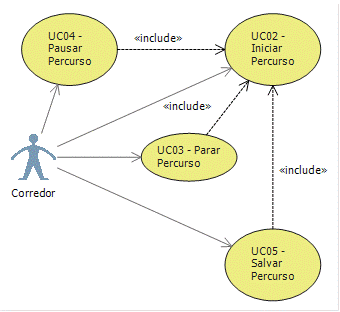 UC04 -
Pausar
Percurso
«include»
UC02 -
Iniciar
Percurso
«include»
UC03 - Parar
Percurso
«include»
Corredor
UC05 -
Salvar
Percurso